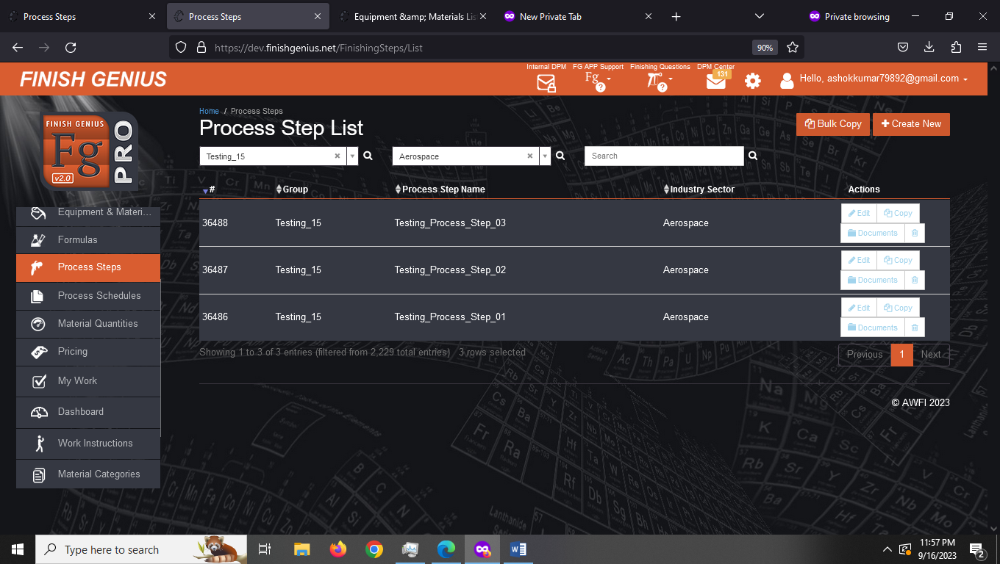 Process Steps
Process Steps
Equipment &amp; Materials Lis
New Private Tab
Private browsing
https://dev.finishgenius.net/FinishingSteps/List
90%
FINISH GENIUS
Internal DPM
FG APP Support
Finishing Questions
DPM Center
131
Hello, ashokkumar79892@gmail.com
FINISH GENIUS
Fg
PRO
v2.0
Home / Process Steps
Process Step List
Bulk Copy
Create New
Testing_15
Aerospace
Search
# Group Process Step Name Industry Sector Actions
36488 Testing_15 Testing_Process_Step_03 Aerospace
Edit Copy
Documents
36487 Testing_15 Testing_Process_Step_02 Aerospace
Edit Copy
Documents
36486 Testing_15 Testing_Process_Step_01 Aerospace
Edit Copy
Documents
Showing 1 to 3 of 3 entries (filtered from 2,229 total entries) 3 rows selected
Previous 1 Next
© AWFI 2023
Equipment & Materi...
Formulas
Process Steps
Process Schedules
Material Quantities
Pricing
My Work
Dashboard
Work Instructions
Material Categories
Type here to search
11:57 PM
9/16/2023
2